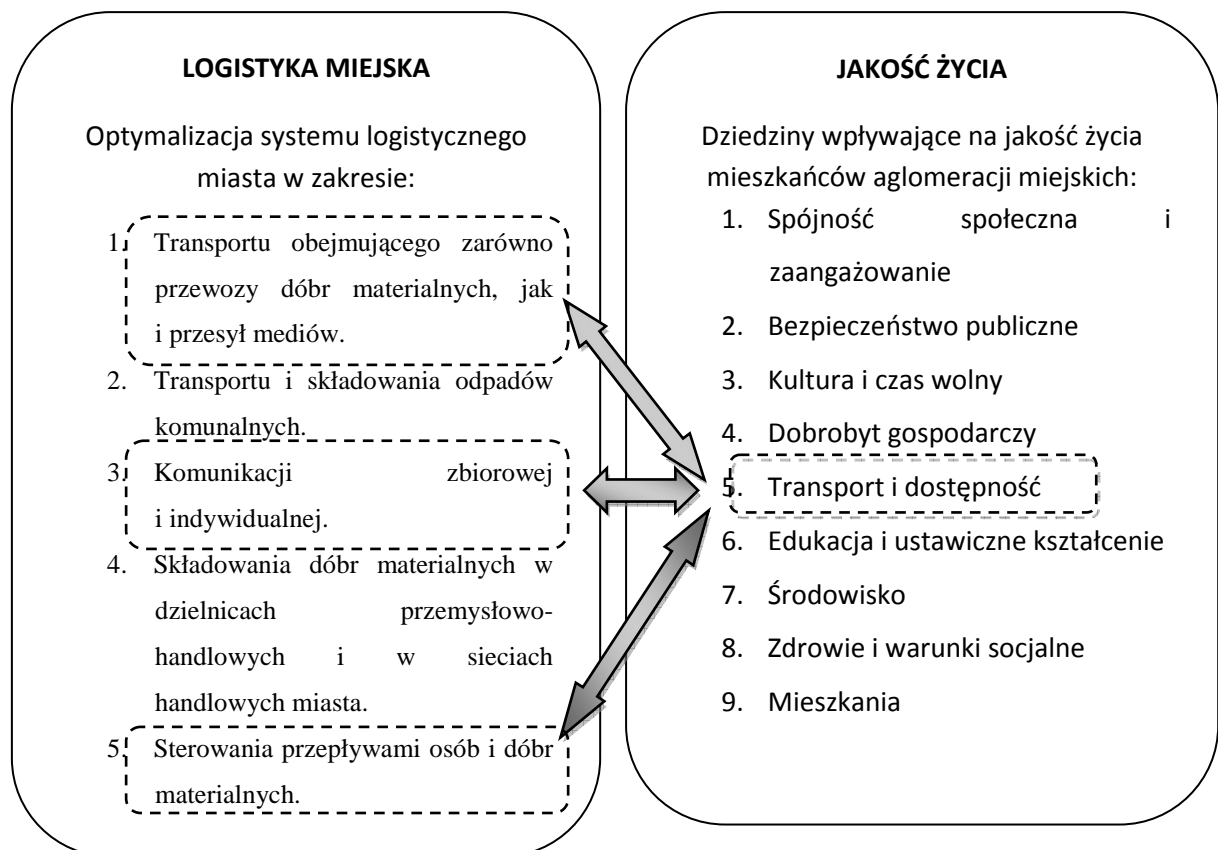 LOGISTYKA MIEJSKA
Optymalizacja systemu logistycznego
miasta w zakresie:
1. Transportu obejmującego zarówno
przewozy dóbr materialnych, jak
i przesył mediów.
2. Transportu i składowania odpadów
komunalnych.
3. Komunikacji zbiorowej
i indywidualnej.
4. Składowania dóbr materialnych w
dzielnicach przemysłowo-
handlowych i w sieciach
handlowych miasta.
5. Sterowania przepływami osób i dóbr
materialnych.
JAKOŚĆ ŻYCIA
Dziedziny wpływające na jakość życia
mieszkańców aglomeracji miejskich:
1. Spójność społeczna i
zaangażowanie
2. Bezpieczeństwo publiczne
3. Kultura i czas wolny
4. Dobrobyt gospodarczy
5. Transport i dostępność
6. Edukacja i ustawiczne kształcenie
7. Środowisko
8. Zdrowie i warunki socjalne
9. Mieszkania